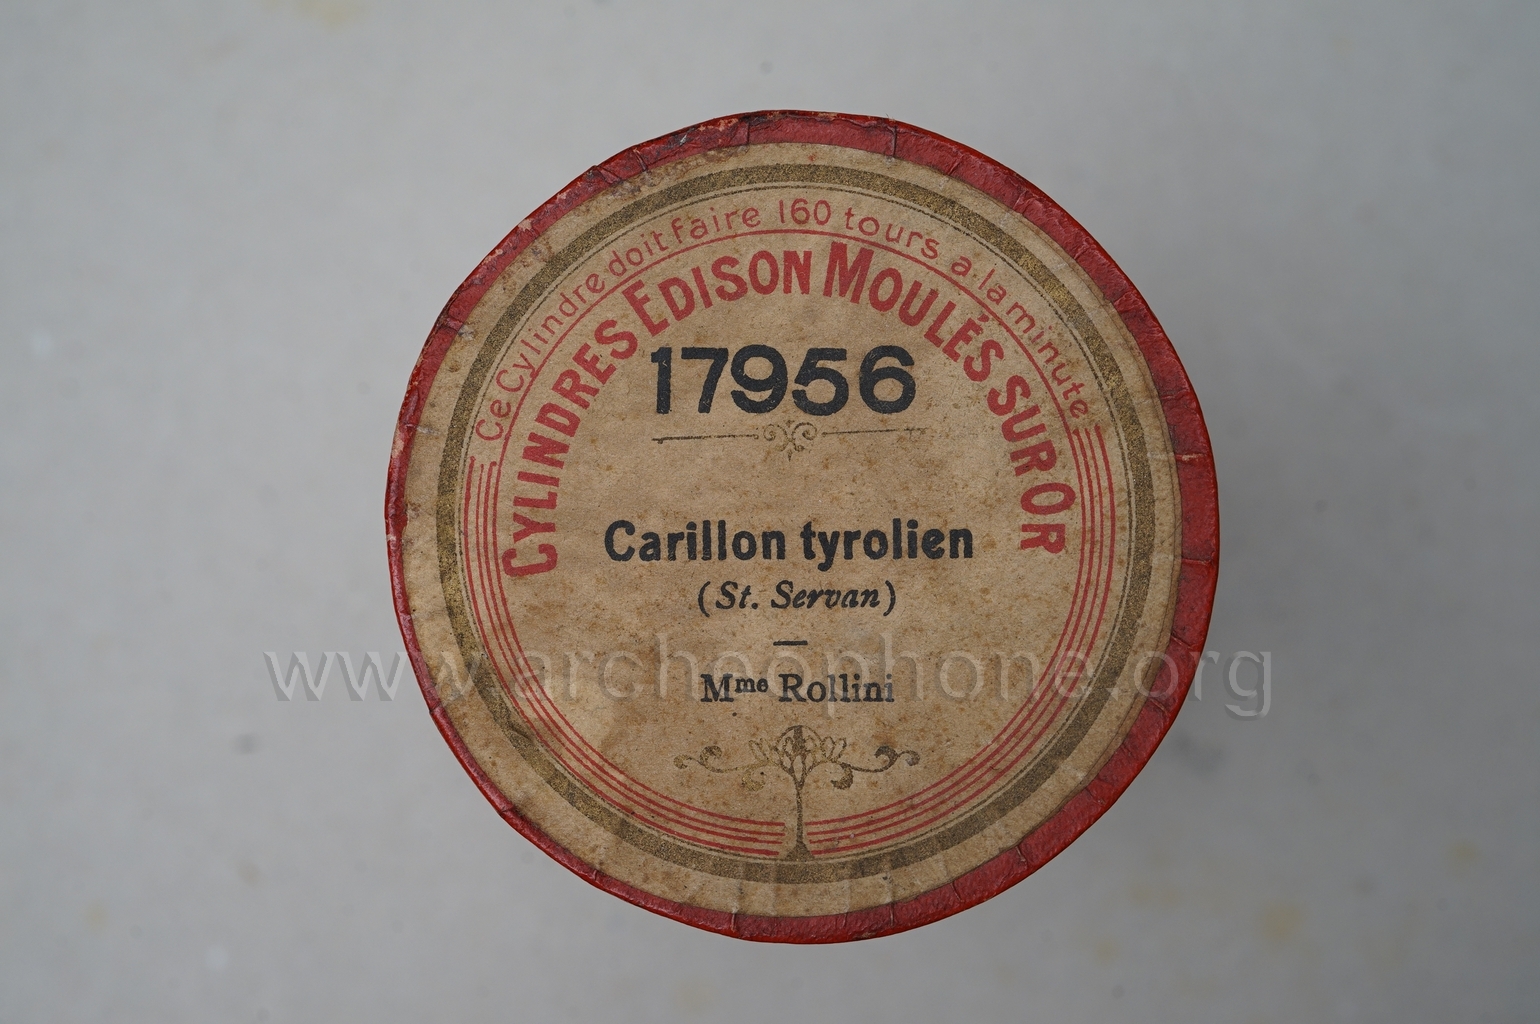 Ce Cylindre doit faire 160 tours a la minute
CYLINDRES EDISON MOULÉS SUR OR
17956
Carillon tyrolien
(St. Servan)
—
Mme Rollini
www.archeophone.org